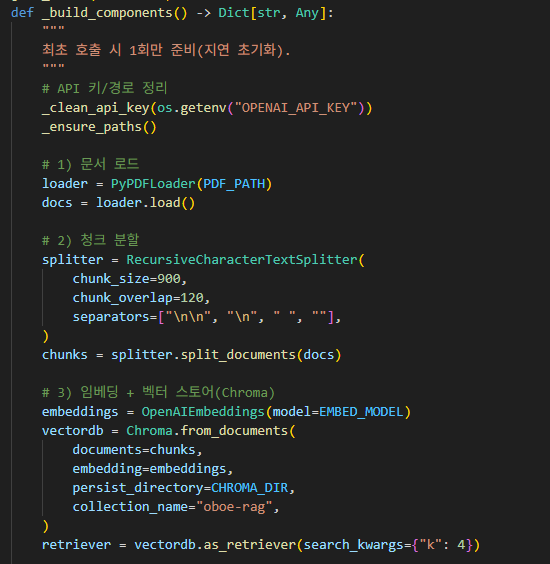 def _build_components() -> Dict[str, Any]:
    """
    최초 호출 시 1회만 준비(지연 초기화).
    """
    # API 키/경로 정리
    _clean_api_key(os.getenv("OPENAI_API_KEY"))
    _ensure_paths()

    # 1) 문서 로드
    loader = PyPDFLoader(PDF_PATH)
    docs = loader.load()

    # 2) 청크 분할
    splitter = RecursiveCharacterTextSplitter(
        chunk_size=900,
        chunk_overlap=120,
        separators=["\n\n", "\n", " ", ""],
    )
    chunks = splitter.split_documents(docs)

    # 3) 임베딩 + 벡터 스토어(Chroma)
    embeddings = OpenAIEmbeddings(model=EMBED_MODEL)
    vectordb = Chroma.from_documents(
        documents=chunks,
        embedding=embeddings,
        persist_directory=CHROMA_DIR,
        collection_name="oboe-rag",
    )
    retriever = vectordb.as_retriever(search_kwargs={"k": 4})